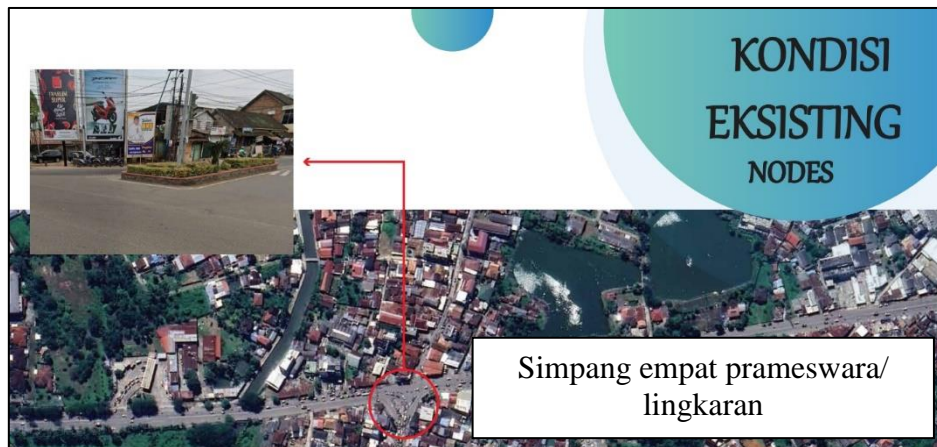 KONDISI
EKSISTING
NODES
Simpang empat prameswara/
lingkaran